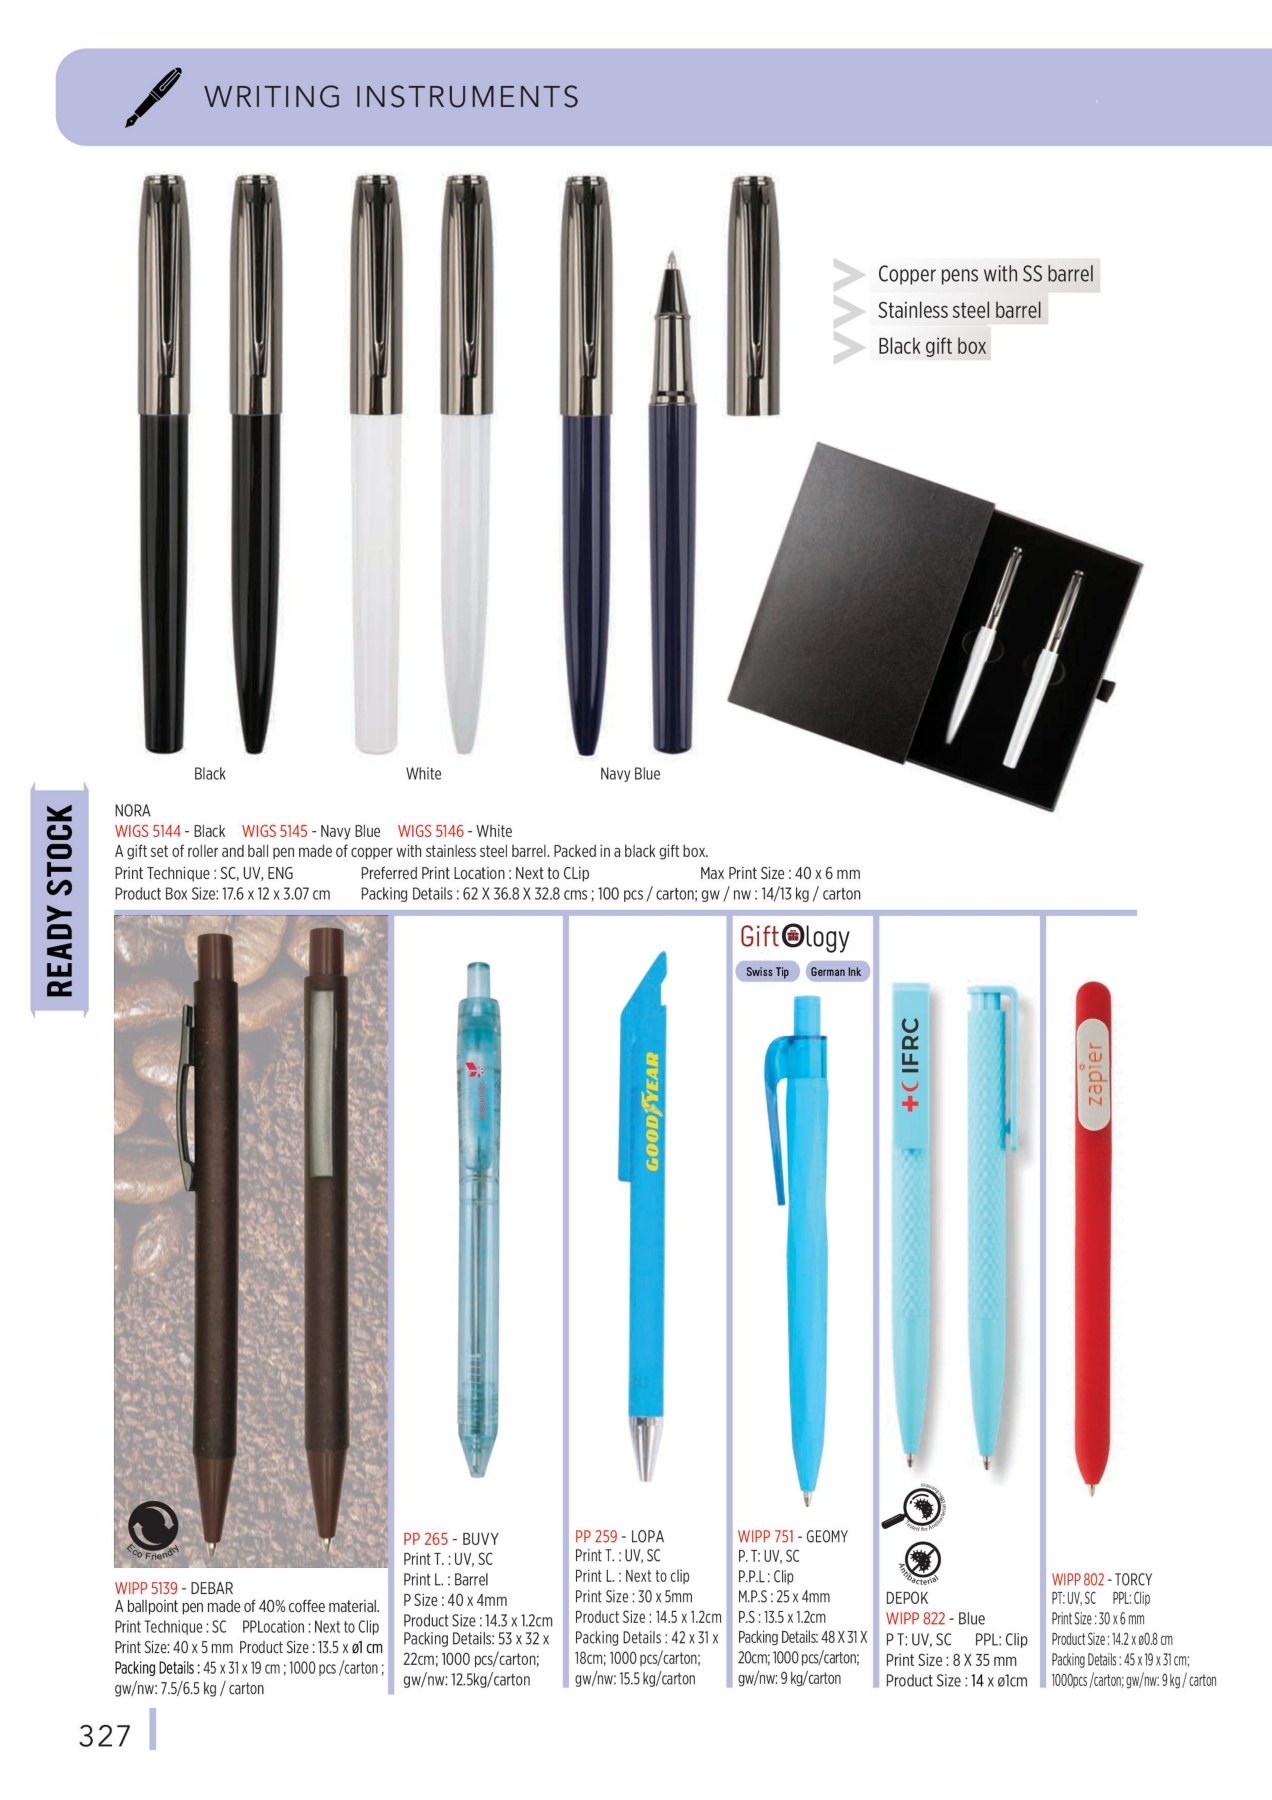 WRITING INSTRUMENTS
Copper pens with SS barrel
Stainless steel barrel
Black gift box
Black
White
Navy Blue
READY STOCK
NORA
WIGS 5144 - Black WIGS 5145 - Navy Blue WIGS 5146 - White
A gift set of roller and ball pen made of copper with stainless steel barrel. Packed in a black gift box.
Print Technique : SC, UV, ENG Preferred Print Location : Next to CLip Max Print Size : 40 x 6 mm
Product Box Size: 17.6 x 12 x 3.07 cm Packing Details : 62 X 36.8 X 32.8 cms ; 100 pcs / carton; gw / nw : 14/13 kg / carton
Eco Friendly
WIPP 5139 - DEBAR
A ballpoint pen made of 40% coffee material.
Print Technique : SC PPLocation : Next to Clip
Print Size: 40 x 5 mm Product Size : 13.5 x ø1 cm
Packing Details : 45 x 31 x 19 cm ; 1000 pcs /carton ;
gw/nw: 7.5/6.5 kg / carton
PP 265 - BUVY
Print T. : UV, SC
Print L. : Barrel
P Size : 40 x 4mm
Product Size : 14.3 x 1.2cm
Packing Details: 53 x 32 x
22cm; 1000 pcs/carton;
gw/nw: 12.5kg/carton
GOODYEAR
PP 259 - LOPA
Print T. : UV, SC
Print L. : Next to clip
Print Size : 30 x 5mm
Product Size : 14.5 x 1.2cm
Packing Details : 42 x 31 x
18cm; 1000 pcs/carton;
gw/nw: 15.5 kg/carton
GiftOlogy
Swiss Tip German Ink
WIPP 751 - GEOMY
P. T: UV, SC
P.P.L : Clip
M.P.S : 25 x 4mm
P.S : 13.5 x 1.2cm
Packing Details: 48 X 31 X
20cm; 1000 pcs/carton;
gw/nw: 9 kg/carton
IFRC
Antibacterial
DEPOK
WIPP 822 - Blue
P T: UV, SC PPL: Clip
Print Size : 8 X 35 mm
Product Size : 14 x ø1cm
zapier
WIPP 802 - TORCY
PT: UV, SC PPL: Clip
Print Size : 30 x 6 mm
Product Size : 14.2 x ø0.8 cm
Packing Details : 45 x 19 x 31 cm;
1000pcs /carton; gw/nw: 9 kg / carton
327